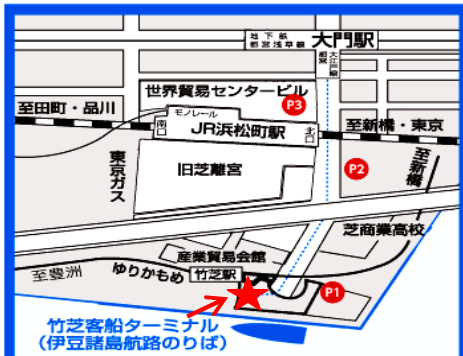 地下鉄
都営浅草線
大門駅
都営
大江戸線
世界貿易センタービル
P3
モノレール
至田町・品川
南口
JR浜松町駅
北口
至新橋・東京
東京ガス
旧芝離宮
P2
至新橋
芝商業高校
産業貿易会館
至豊洲
ゆりかもめ
竹芝駅
P1
竹芝客船ターミナル
（伊豆諸島航路のりば）